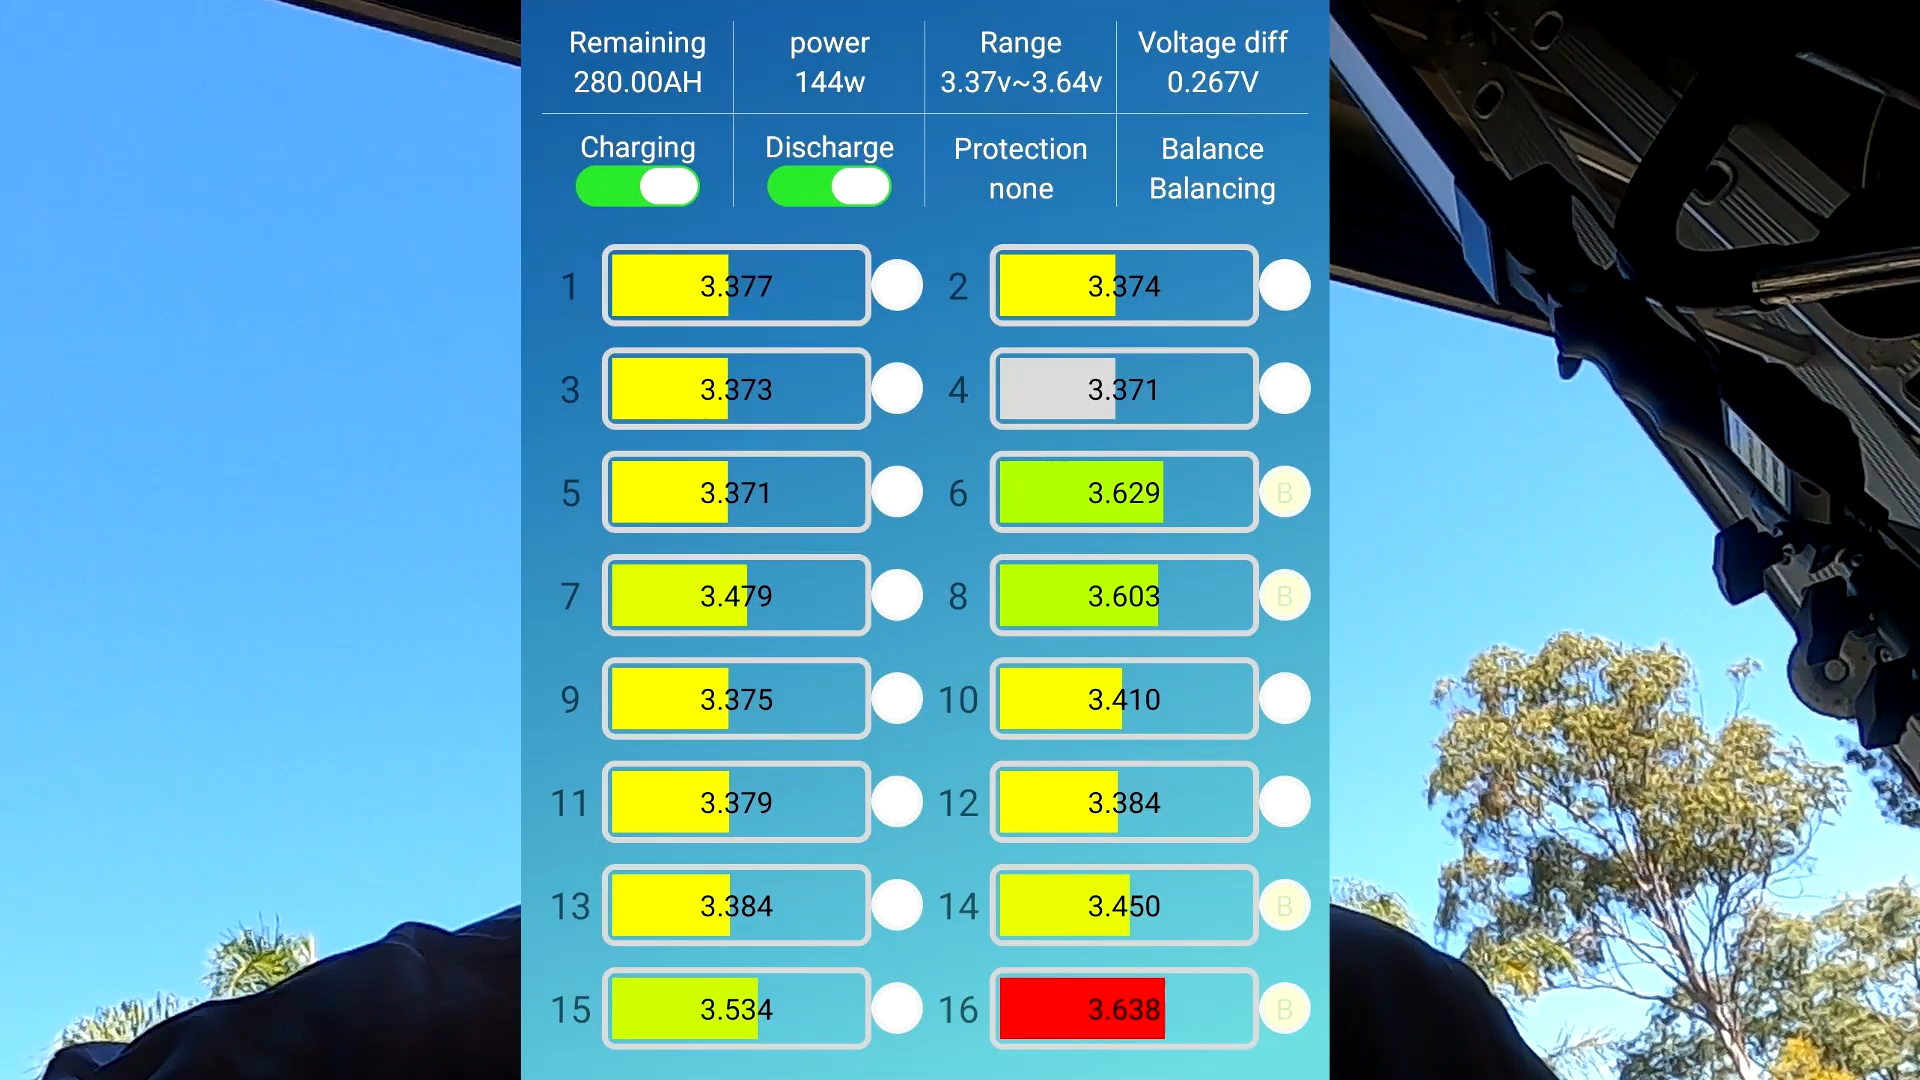 Remaining power Range Voltage diff
280.00AH 144w 3.37v~3.64v 0.267V
Charging Discharge Protection Balance
none Balancing
1 3.377 2 3.374
3 3.373 4 3.371
5 3.371 6 3.629 B
7 3.479 8 3.603 B
9 3.375 10 3.410
11 3.379 12 3.384
13 3.384 14 3.450 B
15 3.534 16 3.638 B